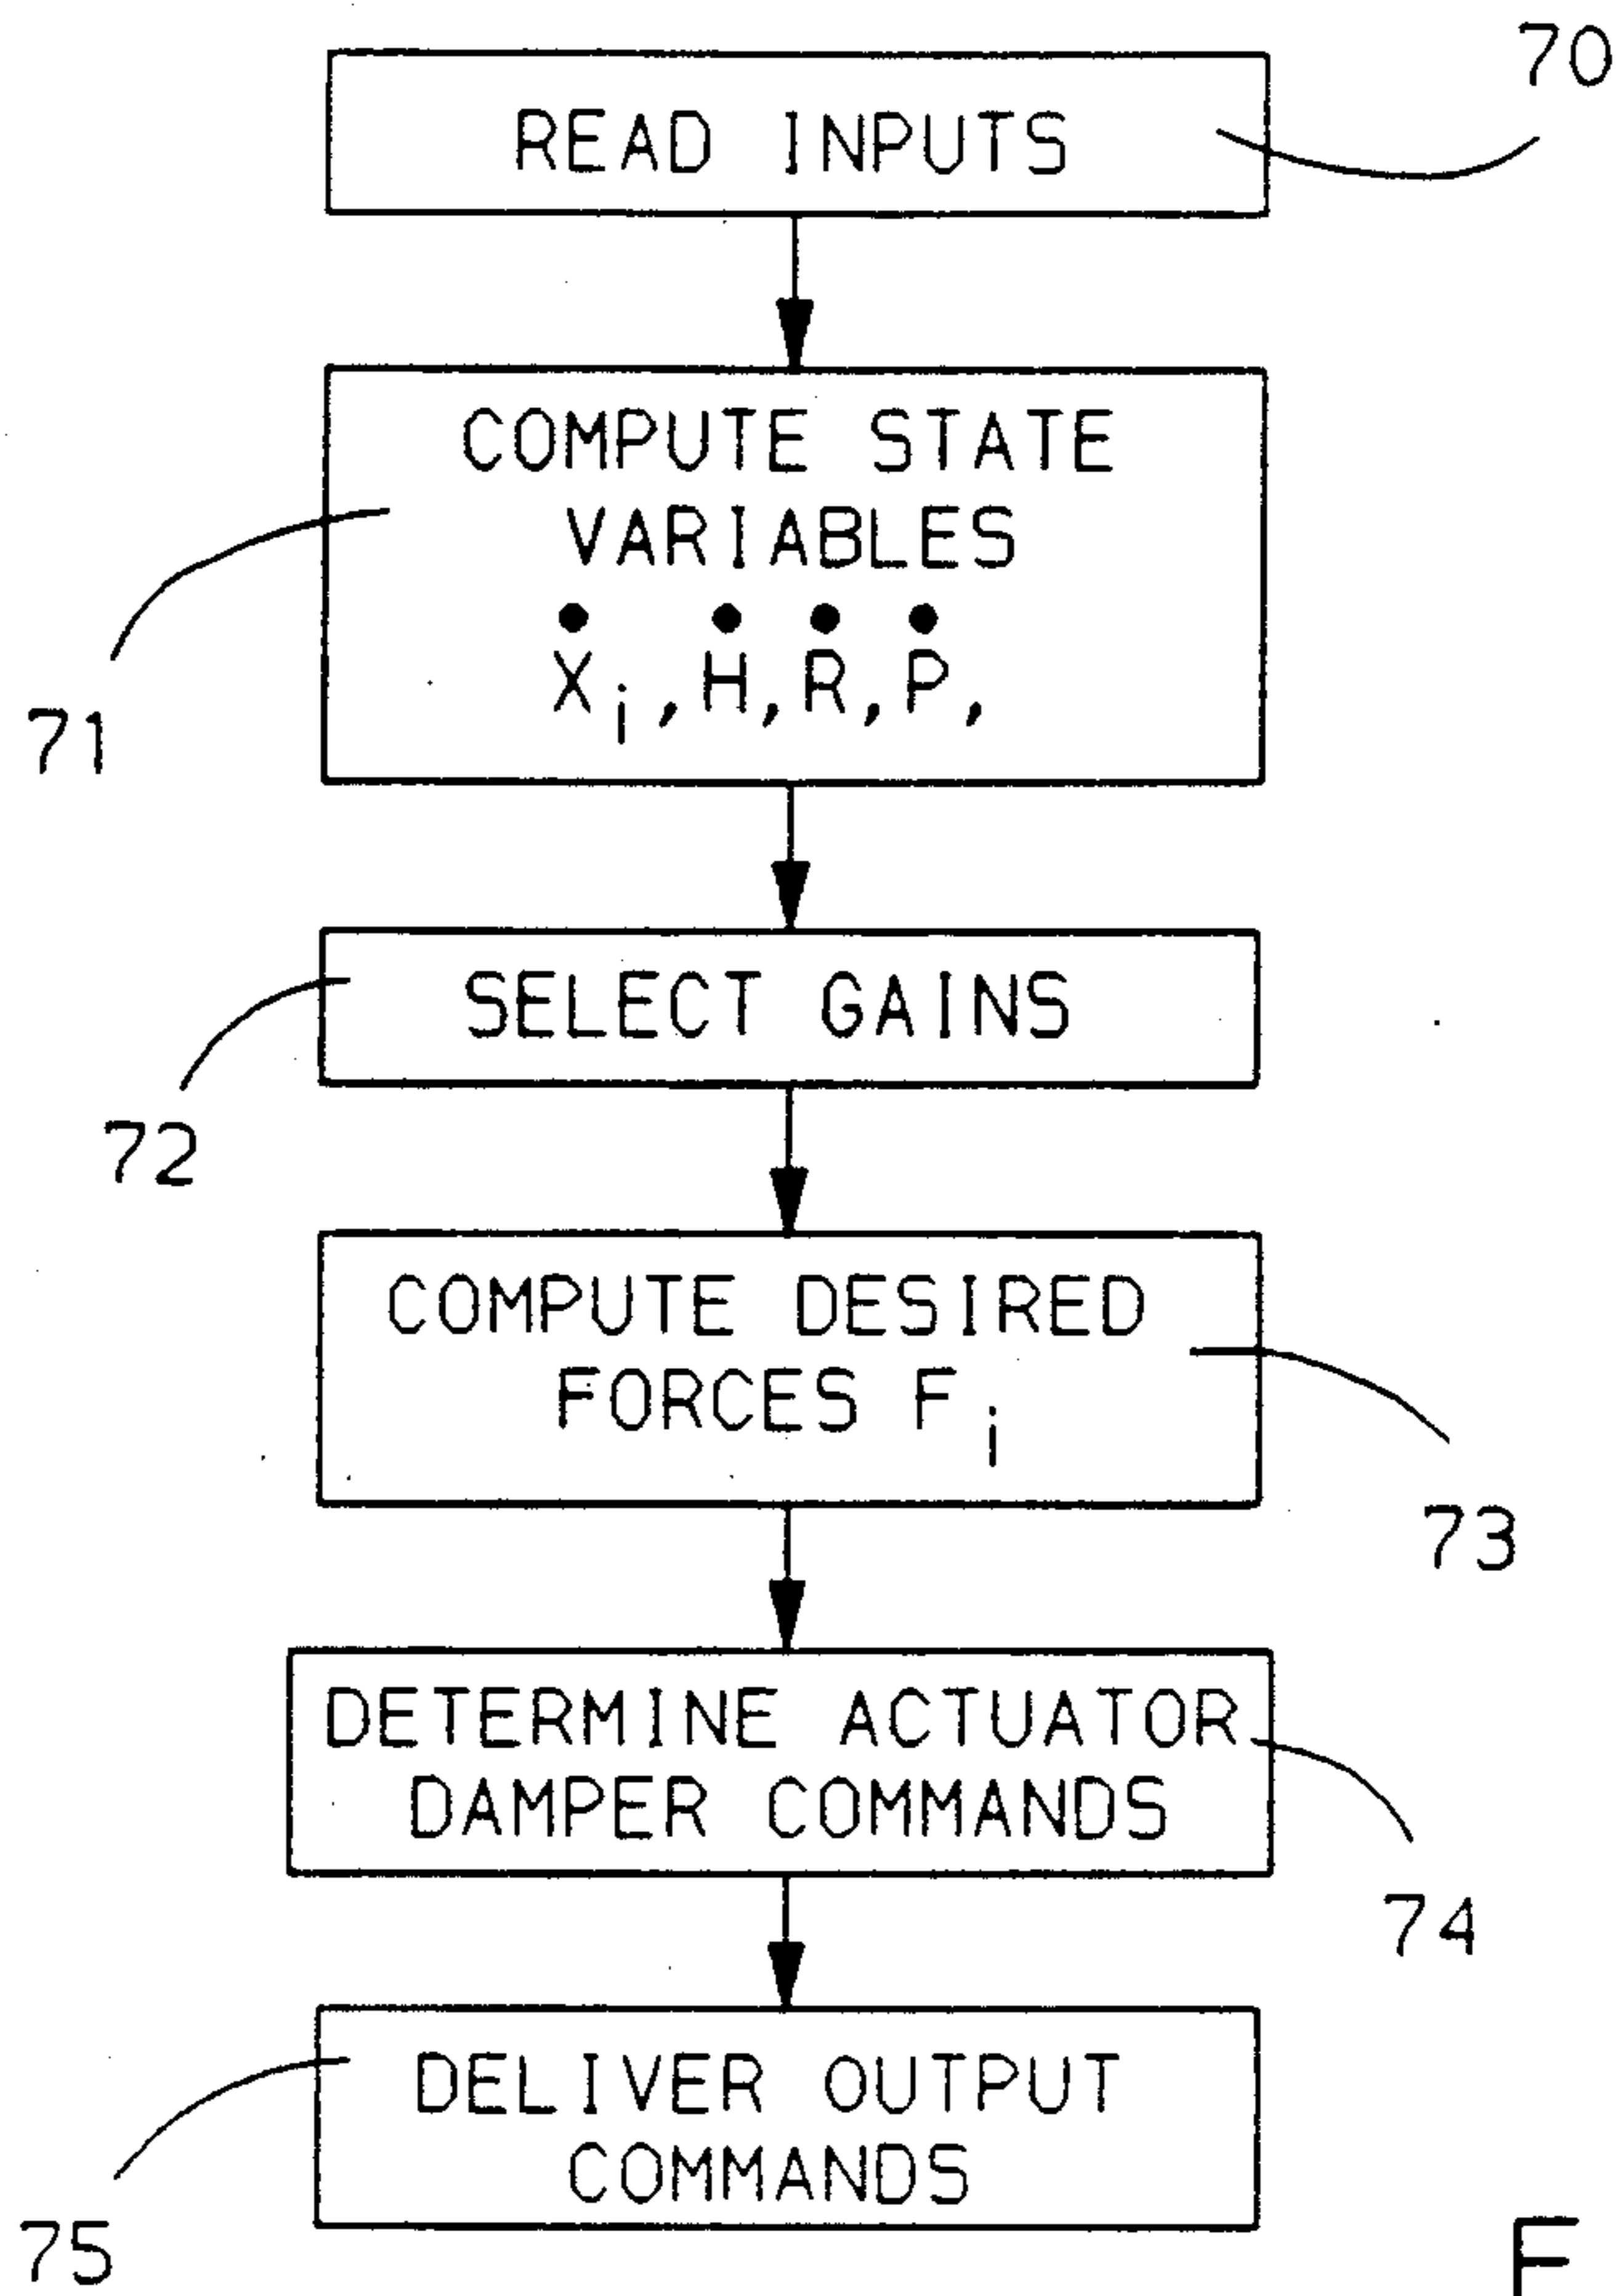 70
READ INPUTS
COMPUTE STATE
VARIABLES
Ẋi, Ḣ, Ṙ, Ṗ,
71
SELECT GAINS
72
COMPUTE DESIRED
FORCES Fi
73
DETERMINE ACTUATOR
DAMPER COMMANDS
74
DELIVER OUTPUT
COMMANDS
75